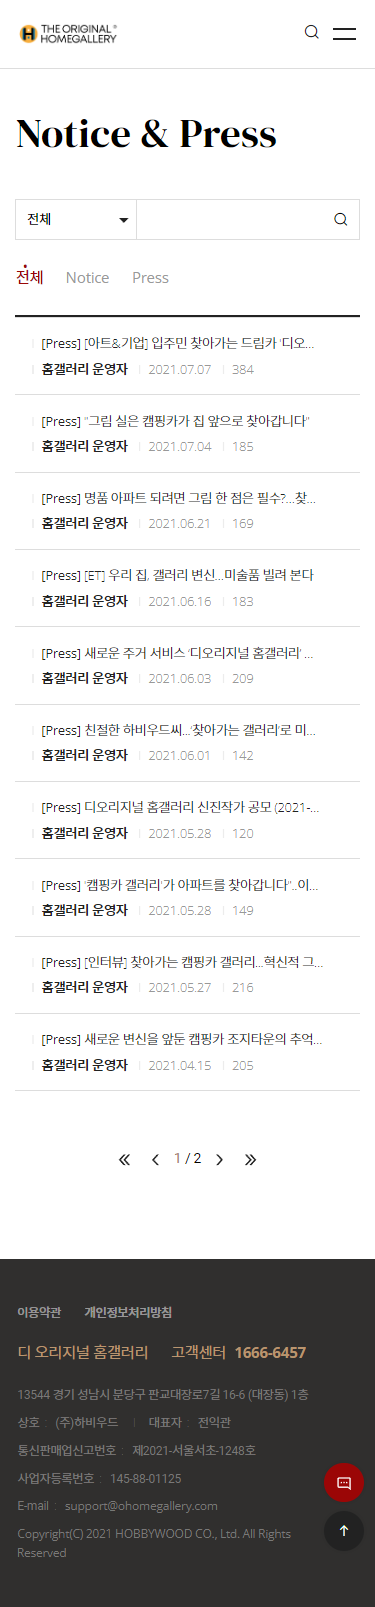 THE ORIGINAL®
HOMEGALLERY
Notice & Press
전체
전체 Notice Press
[Press] [아트&기업] 입주민 찾아가는 드림카 '디오...
홈갤러리 운영자 2021.07.07 384
[Press] "그림 실은 캠핑카가 집 앞으로 찾아갑니다"
홈갤러리 운영자 2021.07.04 185
[Press] 명품 아파트 되려면 그림 한 점은 필수?...찾...
홈갤러리 운영자 2021.06.21 169
[Press] [ET] 우리 집, 갤러리 변신...미술품 빌려 본다
홈갤러리 운영자 2021.06.16 183
[Press] 새로운 주거 서비스 '디오리지널 홈갤러리' ...
홈갤러리 운영자 2021.06.03 209
[Press] 친절한 하비우드씨...'찾아가는 갤러리'로 미...
홈갤러리 운영자 2021.06.01 142
[Press] 디오리지널 홈갤러리 신진작가 공모 (2021-...
홈갤러리 운영자 2021.05.28 120
[Press] '캠핑카 갤러리'가 아파트를 찾아갑니다"..이...
홈갤러리 운영자 2021.05.28 149
[Press] [인터뷰] 찾아가는 캠핑카 갤러리...혁신적 그...
홈갤러리 운영자 2021.05.27 216
[Press] 새로운 변신을 앞둔 캠핑카 조지타운의 추억...
홈갤러리 운영자 2021.04.15 205
1 / 2
이용약관 개인정보처리방침
디 오리지널 홈갤러리 고객센터 1666-6457
13544 경기 성남시 분당구 판교대장로7길 16-6 (대장동) 1층
상호 : (주)하비우드 | 대표자 : 전익관
통신판매업신고번호 : 제2021-서울서초-1248호
사업자등록번호 : 145-88-01125
E-mail : support@ohomegallery.com
Copyright(C) 2021 HOBBYWOOD CO., Ltd. All Rights
Reserved